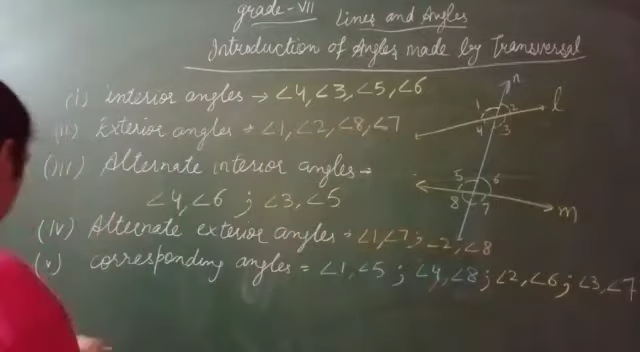 grade-VII Lines and Angles
Introduction of Angles made by Transversal
(i) interior angles → ∠4, ∠3, ∠5, ∠6
(ii) Exterior angles → ∠1, ∠2, ∠8, ∠7
(iii) Alternate interior angles →
∠4, ∠6 ; ∠3, ∠5
(iv) Alternate exterior angles → ∠1, ∠7 ; ∠2, ∠8
(v) corresponding angles = ∠1, ∠5 ; ∠4, ∠8 ; ∠2, ∠6 ; ∠3, ∠7
n
1 2 l
4 3
5 6
8 7 m